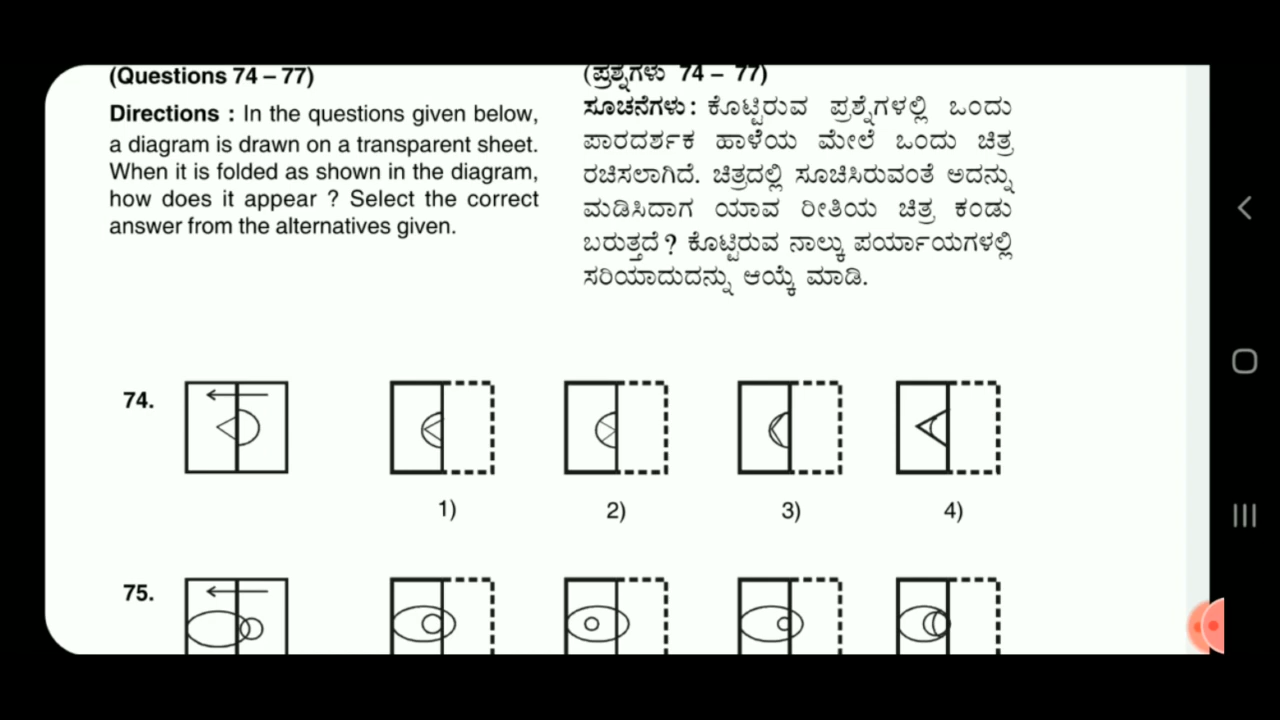 (Questions 74 – 77)
Directions : In the questions given below,
a diagram is drawn on a transparent sheet.
When it is folded as shown in the diagram,
how does it appear ? Select the correct
answer from the alternatives given.
(ಪ್ರಶ್ನೆಗಳು 74 – 77)
ಸೂಚನೆಗಳು : ಕೊಟ್ಟಿರುವ ಪ್ರಶ್ನೆಗಳಲ್ಲಿ ಒಂದು
ಪಾರದರ್ಶಕ ಹಾಳೆಯ ಮೇಲೆ ಒಂದು ಚಿತ್ರ
ರಚಿಸಲಾಗಿದೆ. ಚಿತ್ರದಲ್ಲಿ ಸೂಚಿಸಿರುವಂತೆ ಅದನ್ನು
ಮಡಿಸಿದಾಗ ಯಾವ ರೀತಿಯ ಚಿತ್ರ ಕಂಡು
ಬರುತ್ತದೆ ? ಕೊಟ್ಟಿರುವ ನಾಲ್ಕು ಪರ್ಯಾಯಗಳಲ್ಲಿ
ಸರಿಯಾದುದನ್ನು ಆಯ್ಕೆ ಮಾಡಿ.
74.
1) 2) 3) 4)
75.